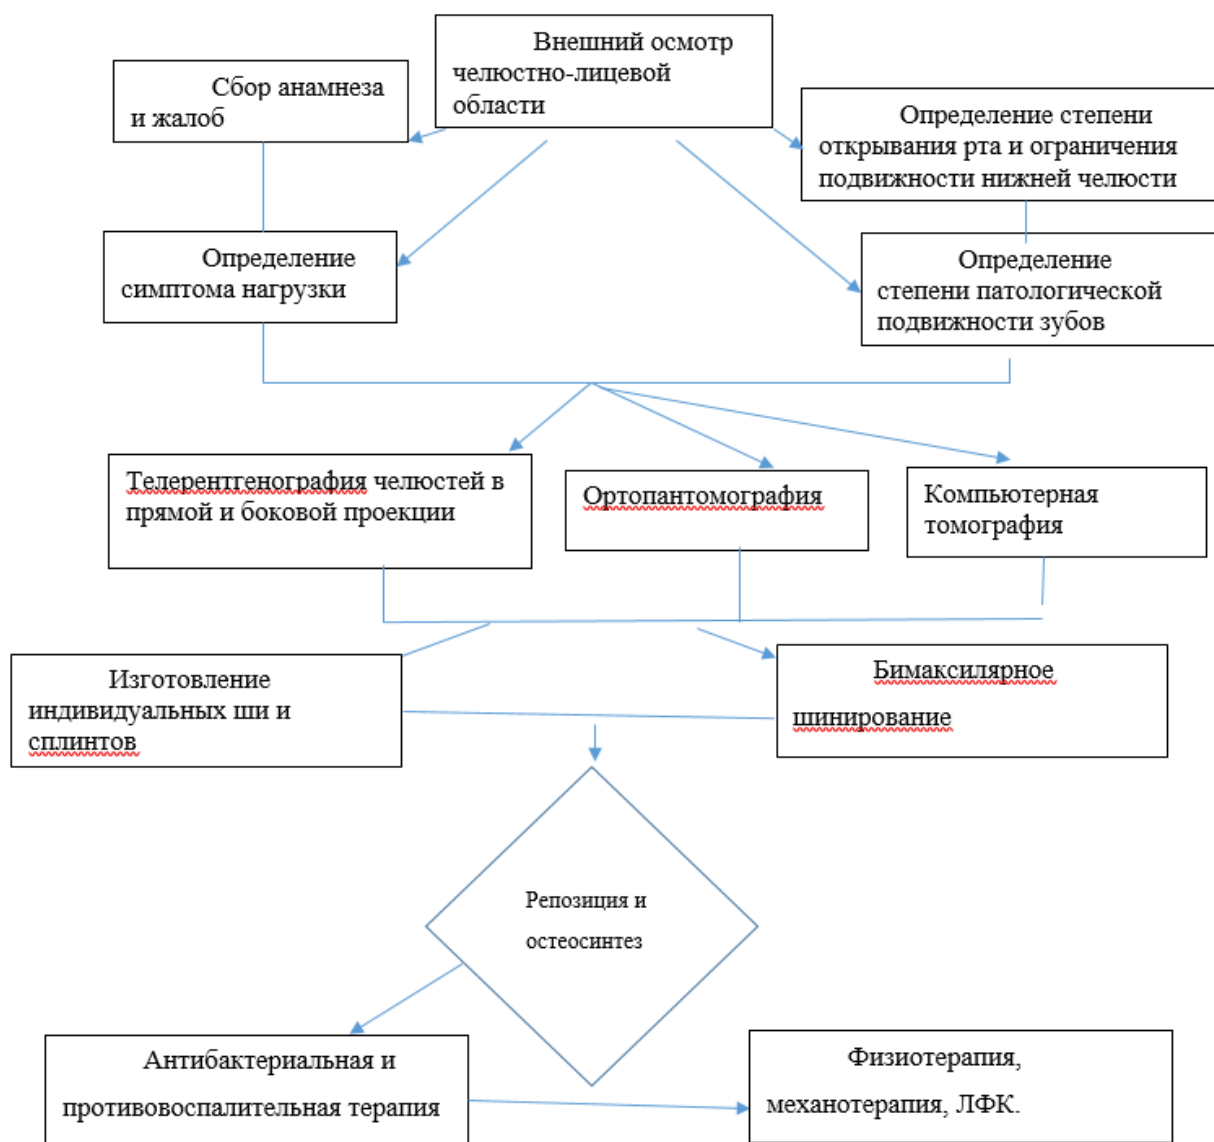 Внешний осмотр
челюстно-лицевой
области
Сбор анамнеза
и жалоб
Определение степени
открывания рта и ограничения
подвижности нижней челюсти
Определение
симптома нагрузки
Определение
степени патологической
подвижности зубов
Телерентгенография челюстей в
прямой и боковой проекции
Ортопантомография
Компьютерная
томография
Изготовление
индивидуальных ши и
сплинтов
Бимаксилярное
шинирование
Репозиция и
остеосинтез
Антибактериальная и
противовоспалительная терапия
Физиотерапия,
механотерапия, ЛФК.